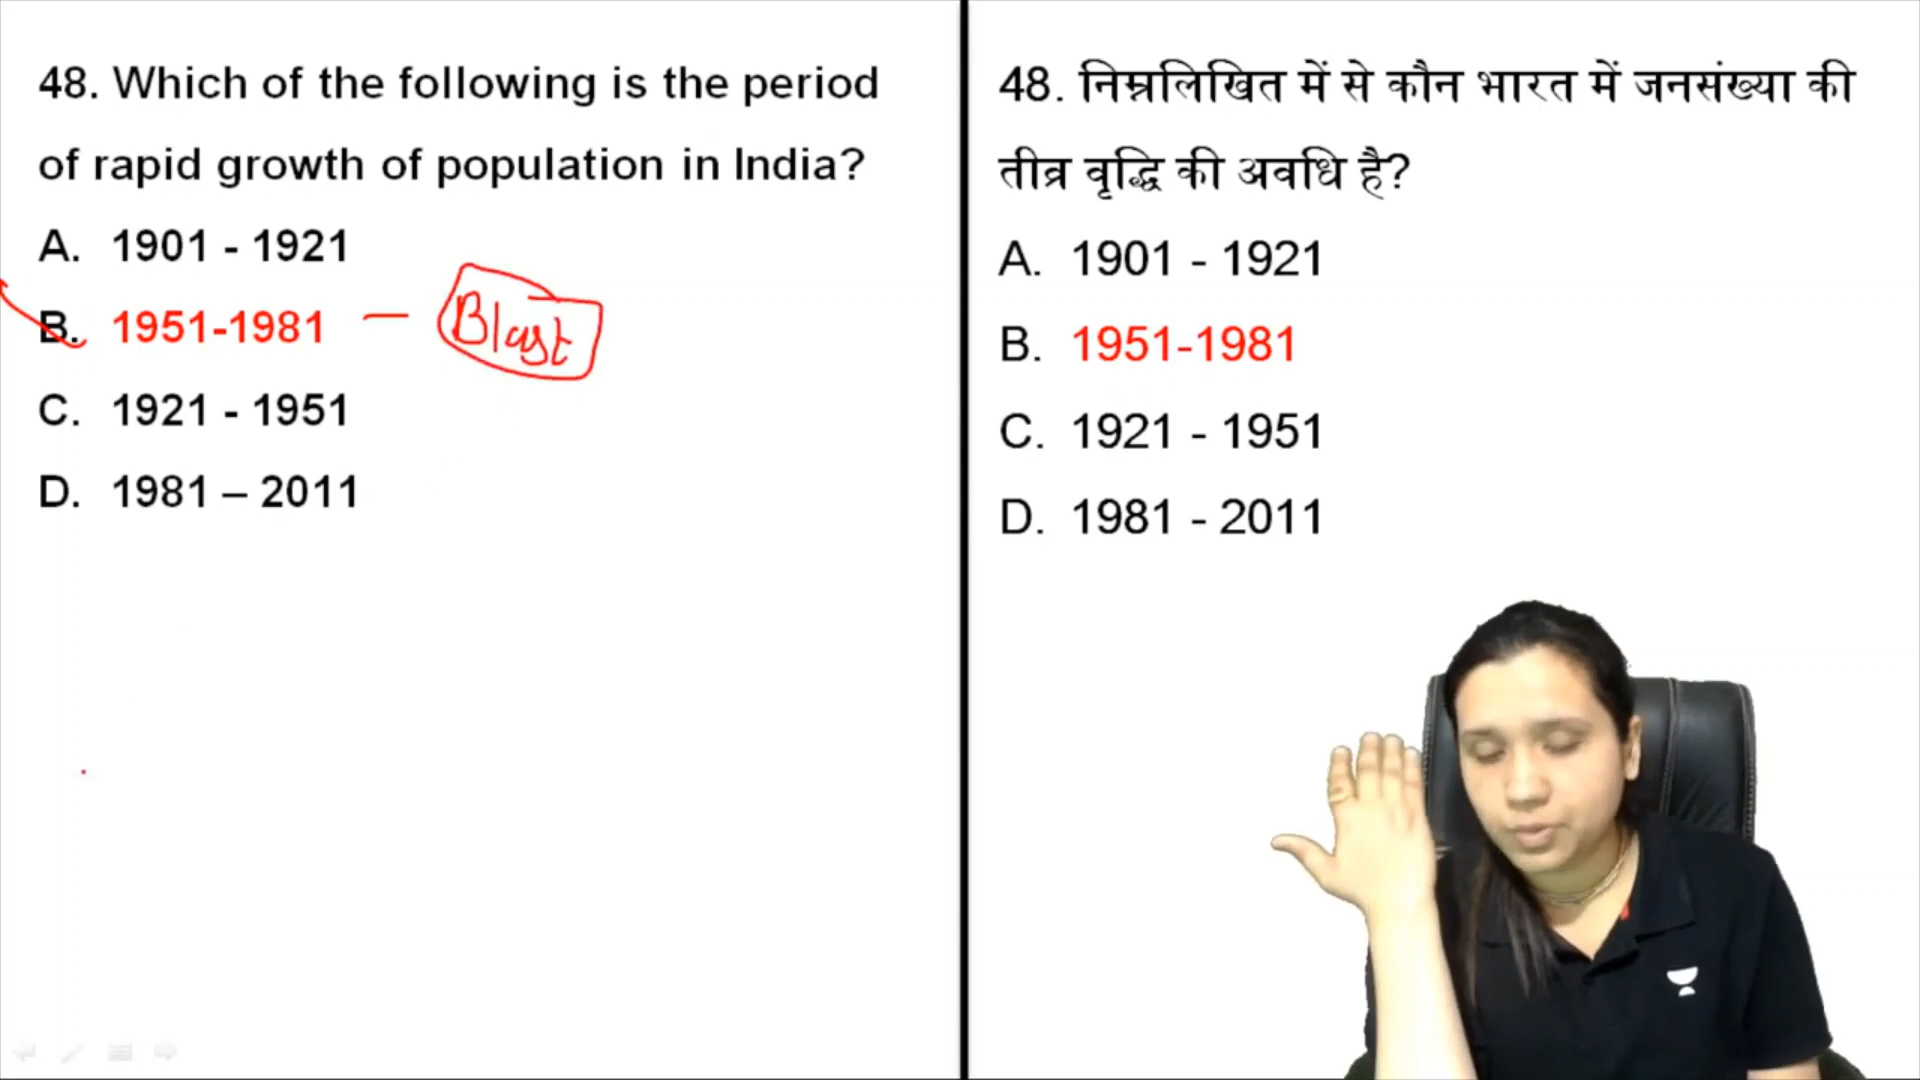 48. Which of the following is the period
of rapid growth of population in India?
A. 1901 - 1921
B. 1951-1981 — Blast
C. 1921 - 1951
D. 1981 – 2011
48. निम्नलिखित में से कौन भारत में जनसंख्या की
तीव्र वृद्धि की अवधि है?
A. 1901 - 1921
B. 1951-1981
C. 1921 - 1951
D. 1981 - 2011